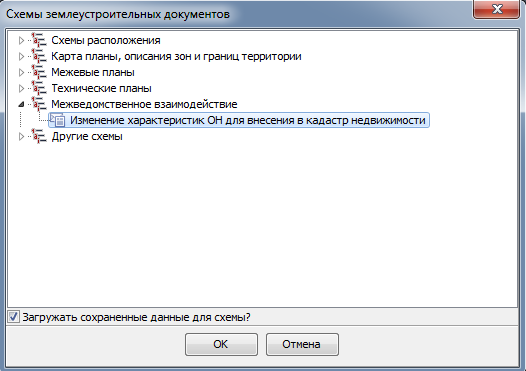 Схемы землеустроительных документов
Схемы расположения
Карта планы, описания зон и границ территории
Межевые планы
Технические планы
Межведомственное взаимодействие
Изменение характеристик ОН для внесения в кадастр недвижимости
Другие схемы
Загружать сохраненные данные для схемы?
OK
Отмена